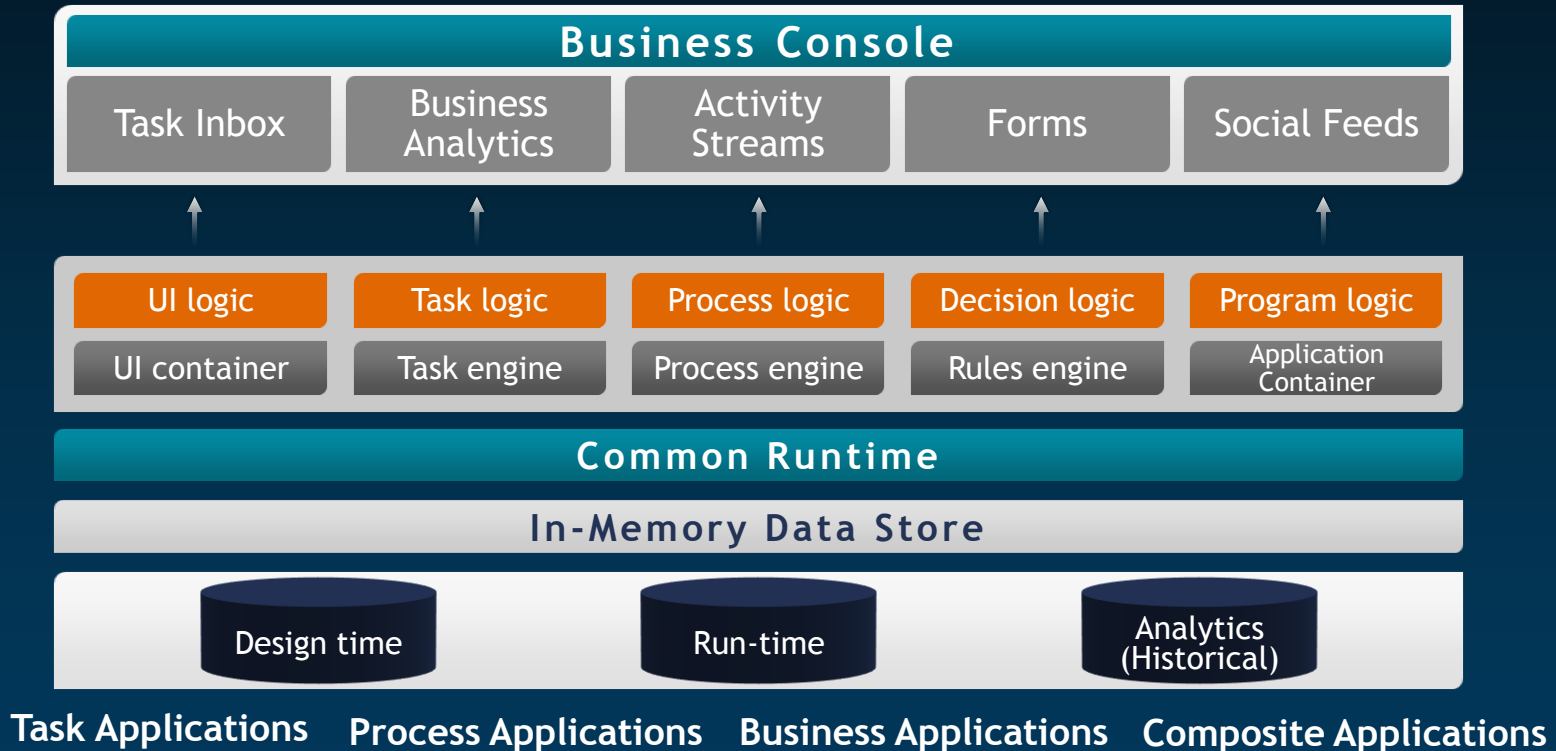 Business Console
Task Inbox
Business
Analytics
Activity
Streams
Forms
Social Feeds
UI logic
Task logic
Process logic
Decision logic
Program logic
UI container
Task engine
Process engine
Rules engine
Application
Container
Common Runtime
In-Memory Data Store
Design time
Run-time
Analytics
(Historical)
Task Applications
Process Applications
Business Applications
Composite Applications